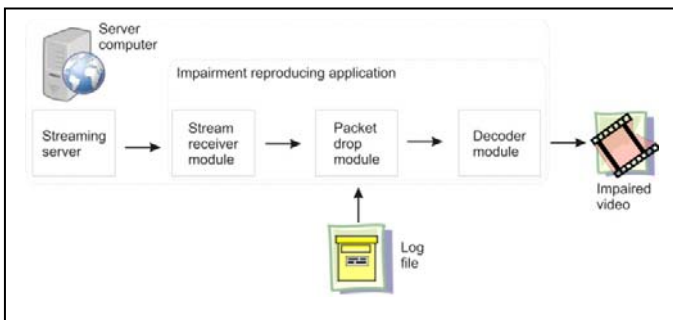 Server
computer
Impairment reproducing application
Streaming
server
Stream
receiver
module
Packet
drop
module
Decoder
module
Impaired
video
Log
file